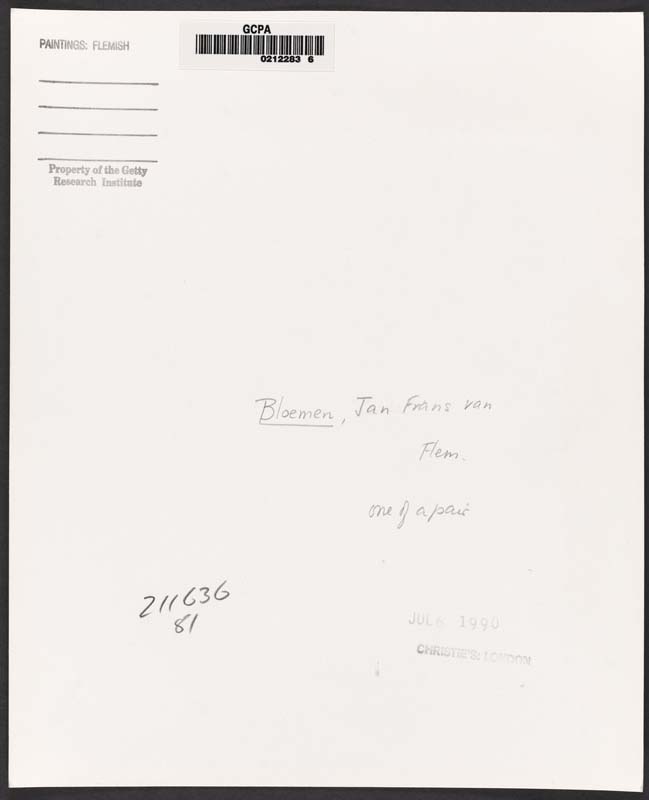 PAINTINGS: FLEMISH
GCPA
0212283 6
Property of the Getty
Research Institute
Bloemen, Jan Frans van
Flem.
one of a pair
211636
81
JUL 6 1990
CHRISTIE'S: LONDON